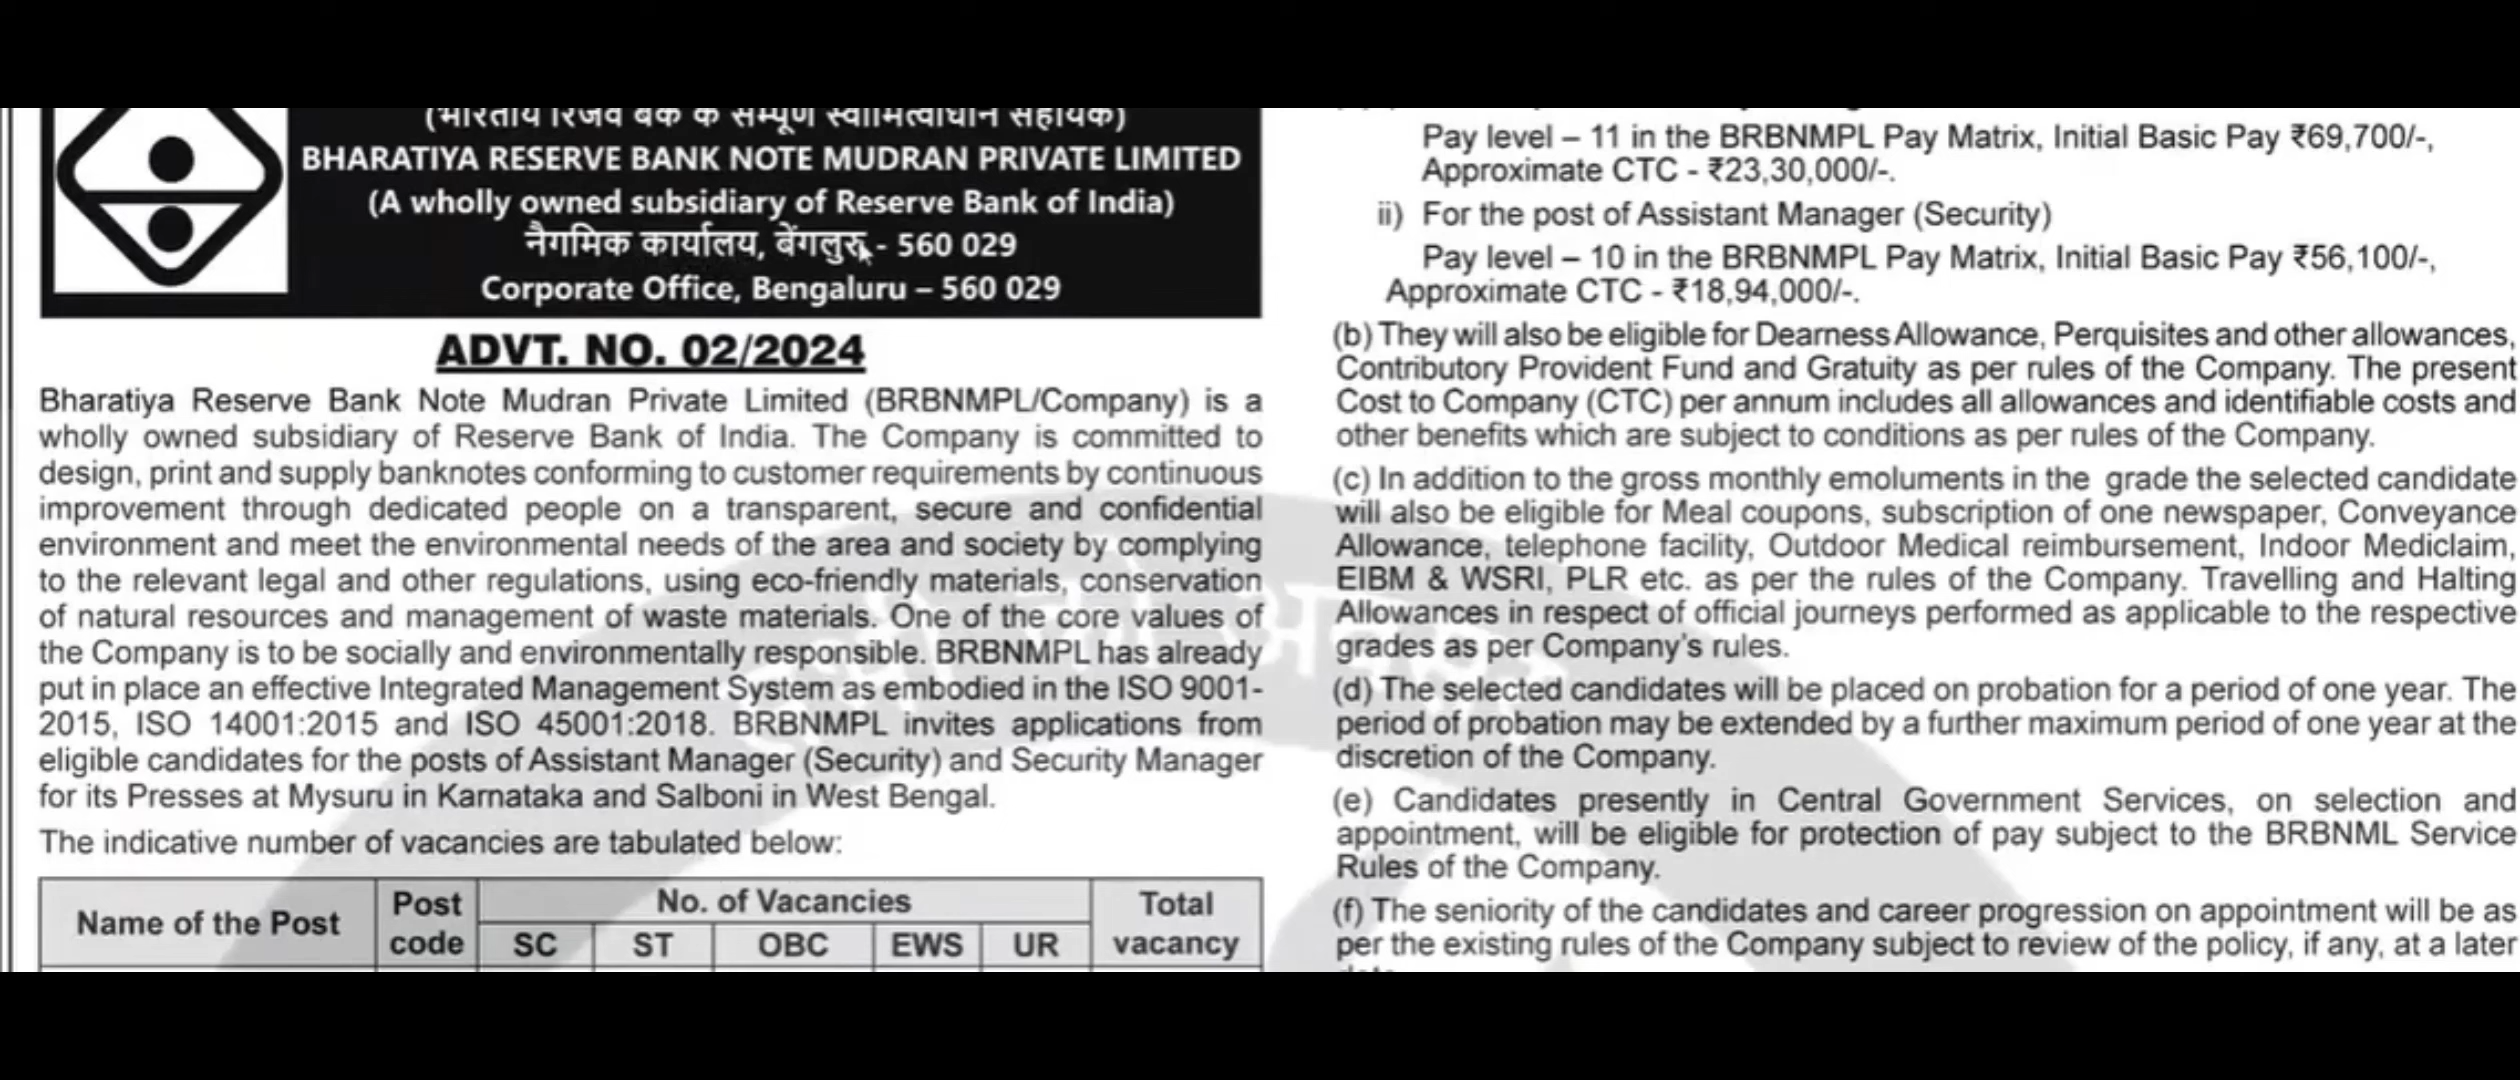 (भारतीय रिजर्व बैंक के सम्पूर्ण स्वामित्वाधीन सहायक)
BHARATIYA RESERVE BANK NOTE MUDRAN PRIVATE LIMITED
(A wholly owned subsidiary of Reserve Bank of India)
नैगमिक कार्यालय, बेंगलुरु - 560 029
Corporate Office, Bengaluru – 560 029
ADVT. NO. 02/2024
Bharatiya Reserve Bank Note Mudran Private Limited (BRBNMPL/Company) is a
wholly owned subsidiary of Reserve Bank of India. The Company is committed to
design, print and supply banknotes conforming to customer requirements by continuous
improvement through dedicated people on a transparent, secure and confidential
environment and meet the environmental needs of the area and society by complying
to the relevant legal and other regulations, using eco-friendly materials, conservation
of natural resources and management of waste materials. One of the core values of
the Company is to be socially and environmentally responsible. BRBNMPL has already
put in place an effective Integrated Management System as embodied in the ISO 9001-
2015, ISO 14001:2015 and ISO 45001:2018. BRBNMPL invites applications from
eligible candidates for the posts of Assistant Manager (Security) and Security Manager
for its Presses at Mysuru in Karnataka and Salboni in West Bengal.
The indicative number of vacancies are tabulated below:
Name of the Post Post code No. of Vacancies Total vacancy
SC ST OBC EWS UR
Pay level – 11 in the BRBNMPL Pay Matrix, Initial Basic Pay ₹69,700/-,
Approximate CTC - ₹23,30,000/-.
ii) For the post of Assistant Manager (Security)
Pay level – 10 in the BRBNMPL Pay Matrix, Initial Basic Pay ₹56,100/-,
Approximate CTC - ₹18,94,000/-.
(b) They will also be eligible for Dearness Allowance, Perquisites and other allowances,
Contributory Provident Fund and Gratuity as per rules of the Company. The present
Cost to Company (CTC) per annum includes all allowances and identifiable costs and
other benefits which are subject to conditions as per rules of the Company.
(c) In addition to the gross monthly emoluments in the grade the selected candidate
will also be eligible for Meal coupons, subscription of one newspaper, Conveyance
Allowance, telephone facility, Outdoor Medical reimbursement, Indoor Mediclaim,
EIBM & WSRI, PLR etc. as per the rules of the Company. Travelling and Halting
Allowances in respect of official journeys performed as applicable to the respective
grades as per Company's rules.
(d) The selected candidates will be placed on probation for a period of one year. The
period of probation may be extended by a further maximum period of one year at the
discretion of the Company.
(e) Candidates presently in Central Government Services, on selection and
appointment, will be eligible for protection of pay subject to the BRBNML Service
Rules of the Company.
(f) The seniority of the candidates and career progression on appointment will be as
per the existing rules of the Company subject to review of the policy, if any, at a later